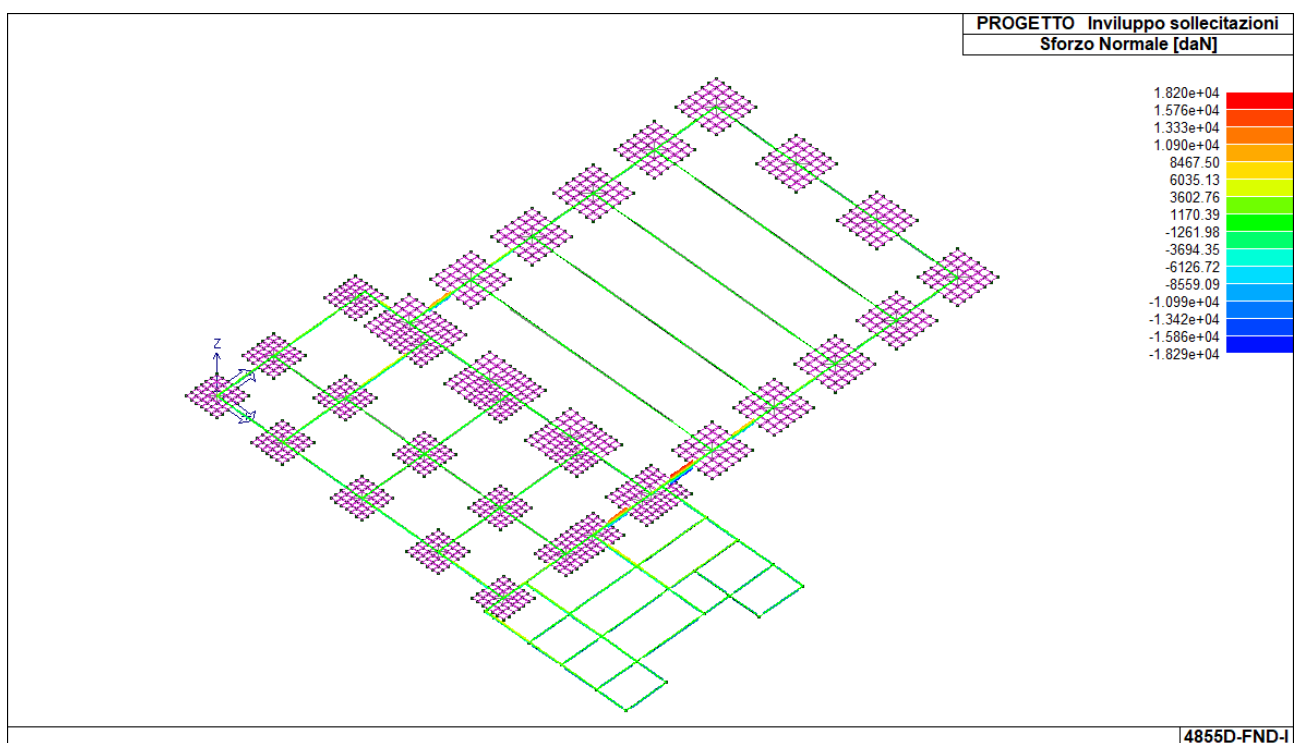 PROGETTO Inviluppo sollecitazioni
Sforzo Normale [daN]
1.820e+04
1.576e+04
1.333e+04
1.090e+04
8467.50
6035.13
3602.76
1170.39
-1261.98
-3694.35
-6126.72
-8559.09
-1.099e+04
-1.342e+04
-1.586e+04
-1.829e+04
Z
4855D-FND-I